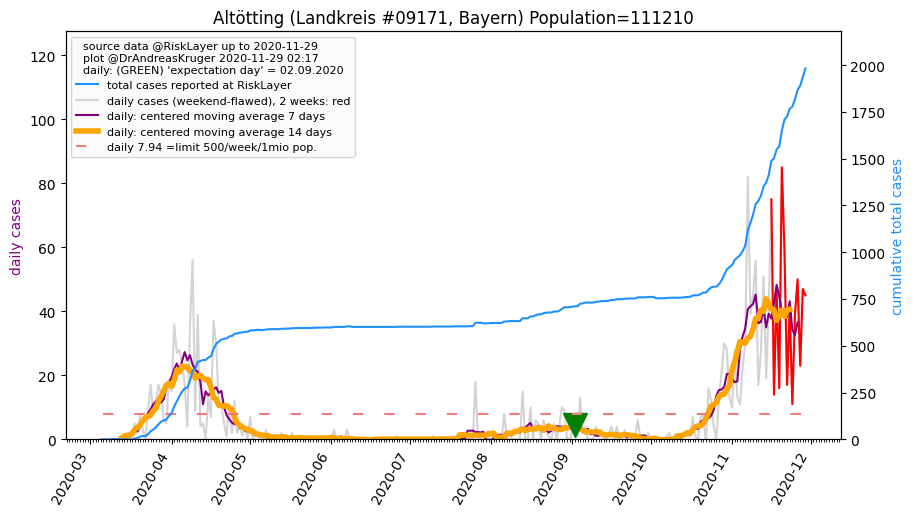 Altötting (Landkreis #09171, Bayern) Population=111210
source data @RiskLayer up to 2020-11-29
plot @DrAndreasKruger 2020-11-29 02:17
daily: (GREEN) 'expectation day' = 02.09.2020
total cases reported at RiskLayer
daily cases (weekend-flawed), 2 weeks: red
daily: centered moving average 7 days
daily: centered moving average 14 days
daily 7.94 =limit 500/week/1mio pop.
daily cases
120
100
80
60
40
20
0
cumulative total cases
2000
1750
1500
1250
1000
750
500
250
0
2020-03
2020-04
2020-05
2020-06
2020-07
2020-08
2020-09
2020-10
2020-11
2020-12